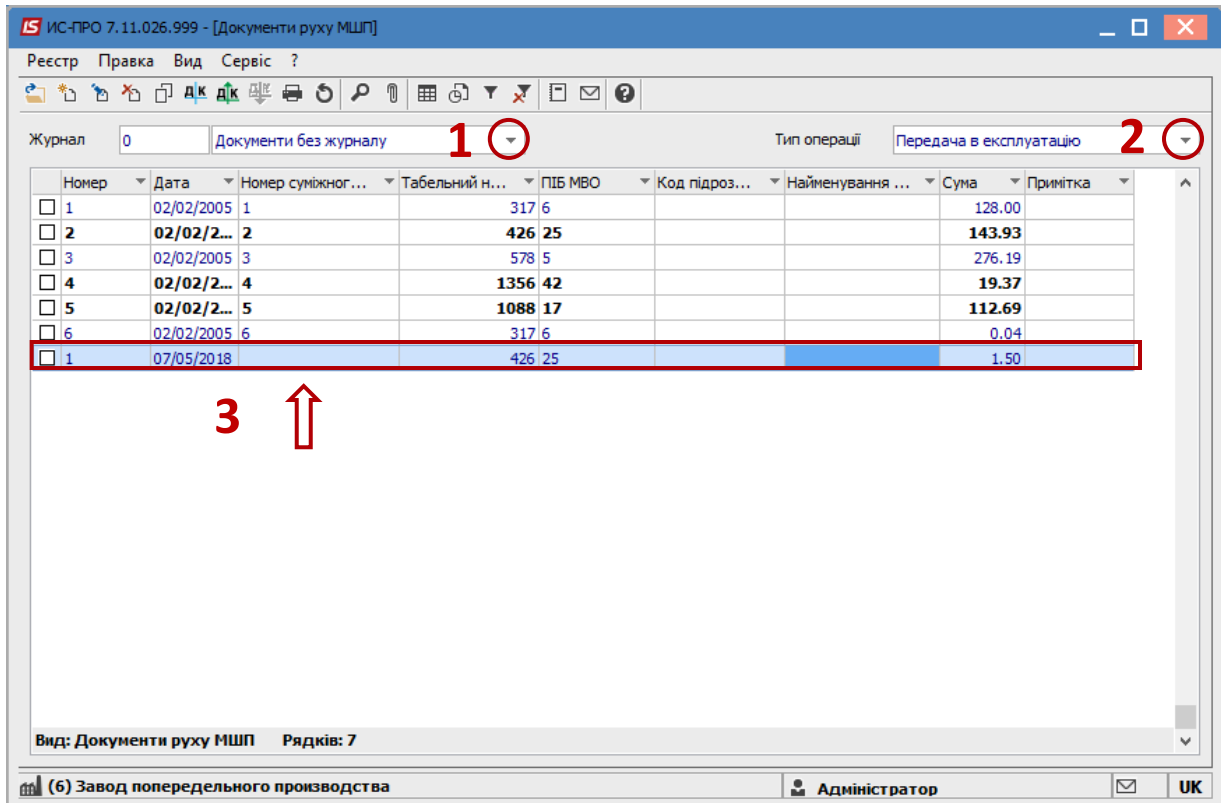 ИС-ПРО 7.11.026.999 - [Документи руху МШП]
Реєстр Правка Вид Сервіс ?
Журнал 0 Документи без журналу 1 Тип операції Передача в експлуатацію 2
Номер Дата Номер суміжног... Табельний н... ПІБ МВО Код підроз... Найменування ... Сума Примітка
1 02/02/2005 1 317 6 128.00
2 02/02/2... 2 426 25 143.93
3 02/02/2005 3 578 5 276.19
4 02/02/2... 4 1356 42 19.37
5 02/02/2... 5 1088 17 112.69
6 02/02/2005 6 317 6 0.04
1 07/05/2018 426 25 1.50
3
Вид: Документи руху МШП Рядків: 7
(6) Завод попередельного производства Адміністратор UK